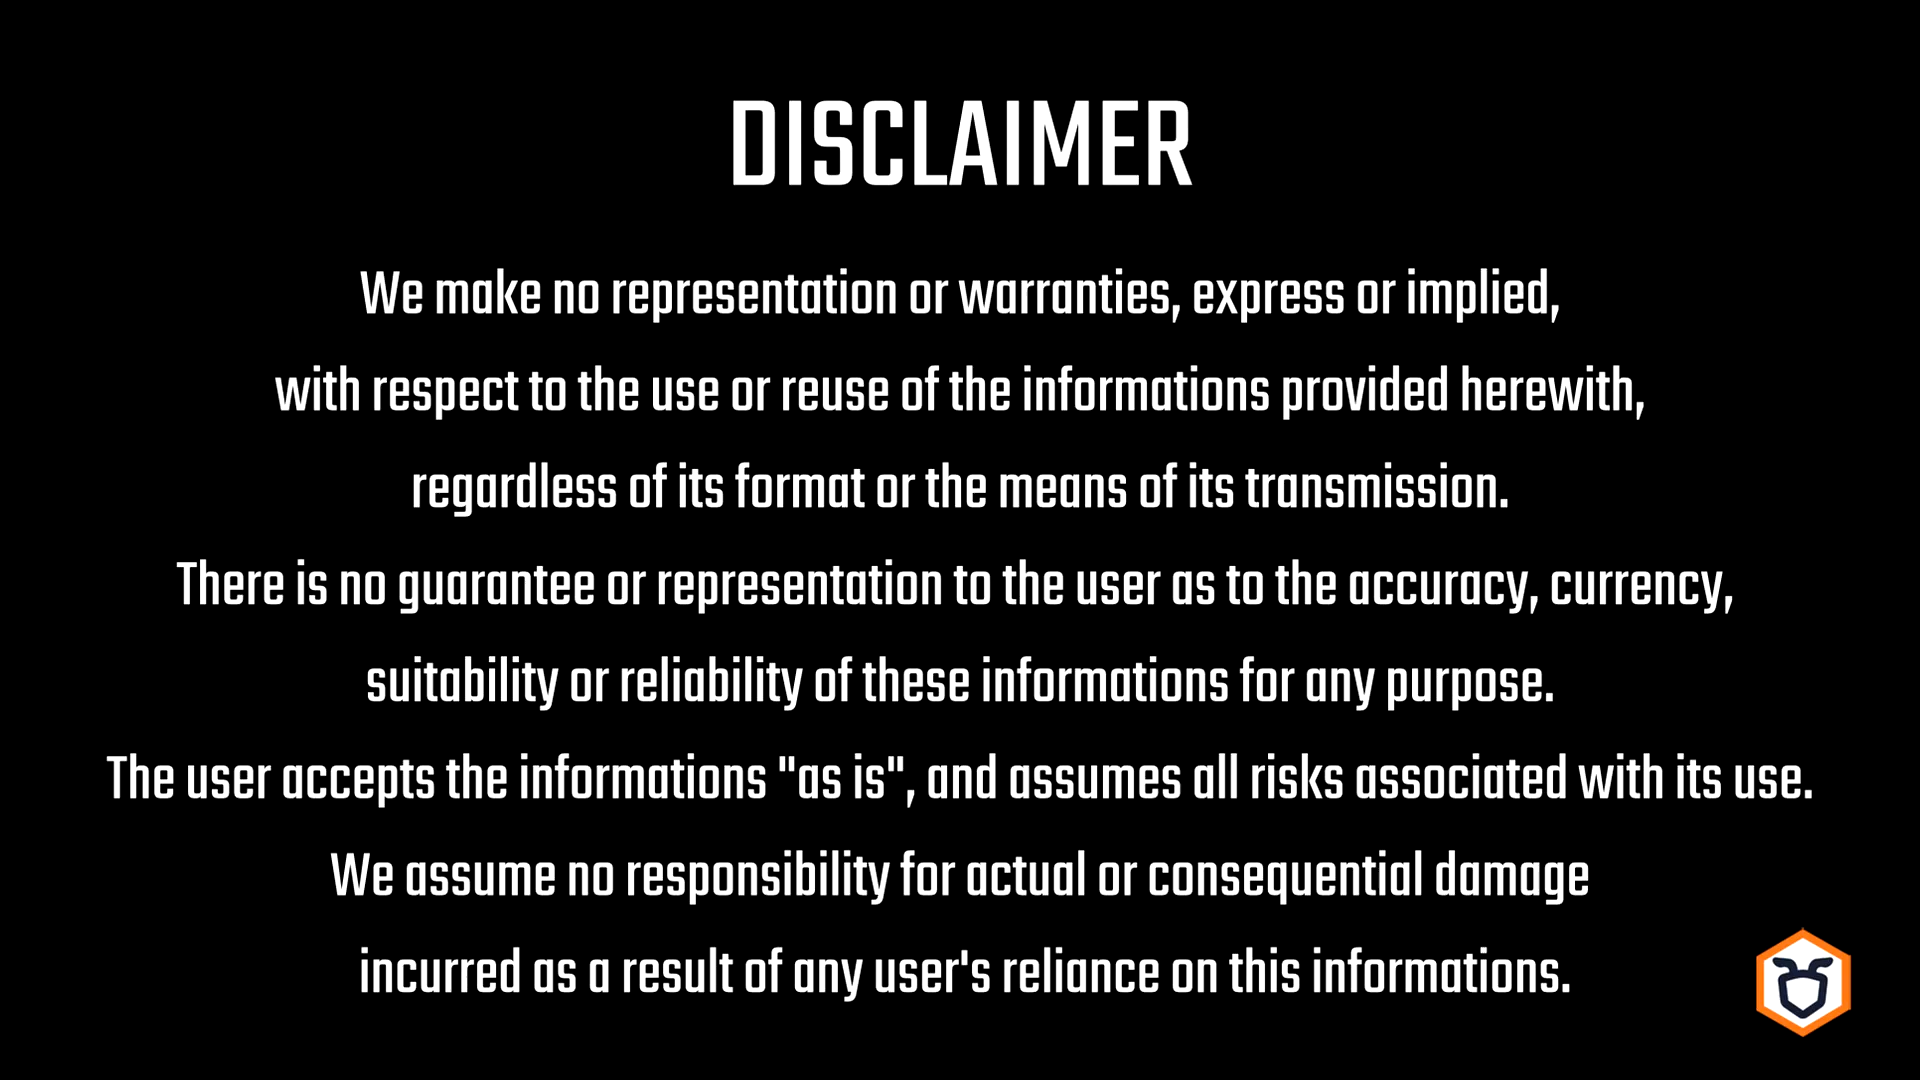 DISCLAIMER
We make no representation or warranties, express or implied,
with respect to the use or reuse of the informations provided herewith,
regardless of its format or the means of its transmission.
There is no guarantee or representation to the user as to the accuracy, currency,
suitability or reliability of these informations for any purpose.
The user accepts the informations "as is", and assumes all risks associated with its use.
We assume no responsibility for actual or consequential damage
incurred as a result of any user's reliance on this informations.